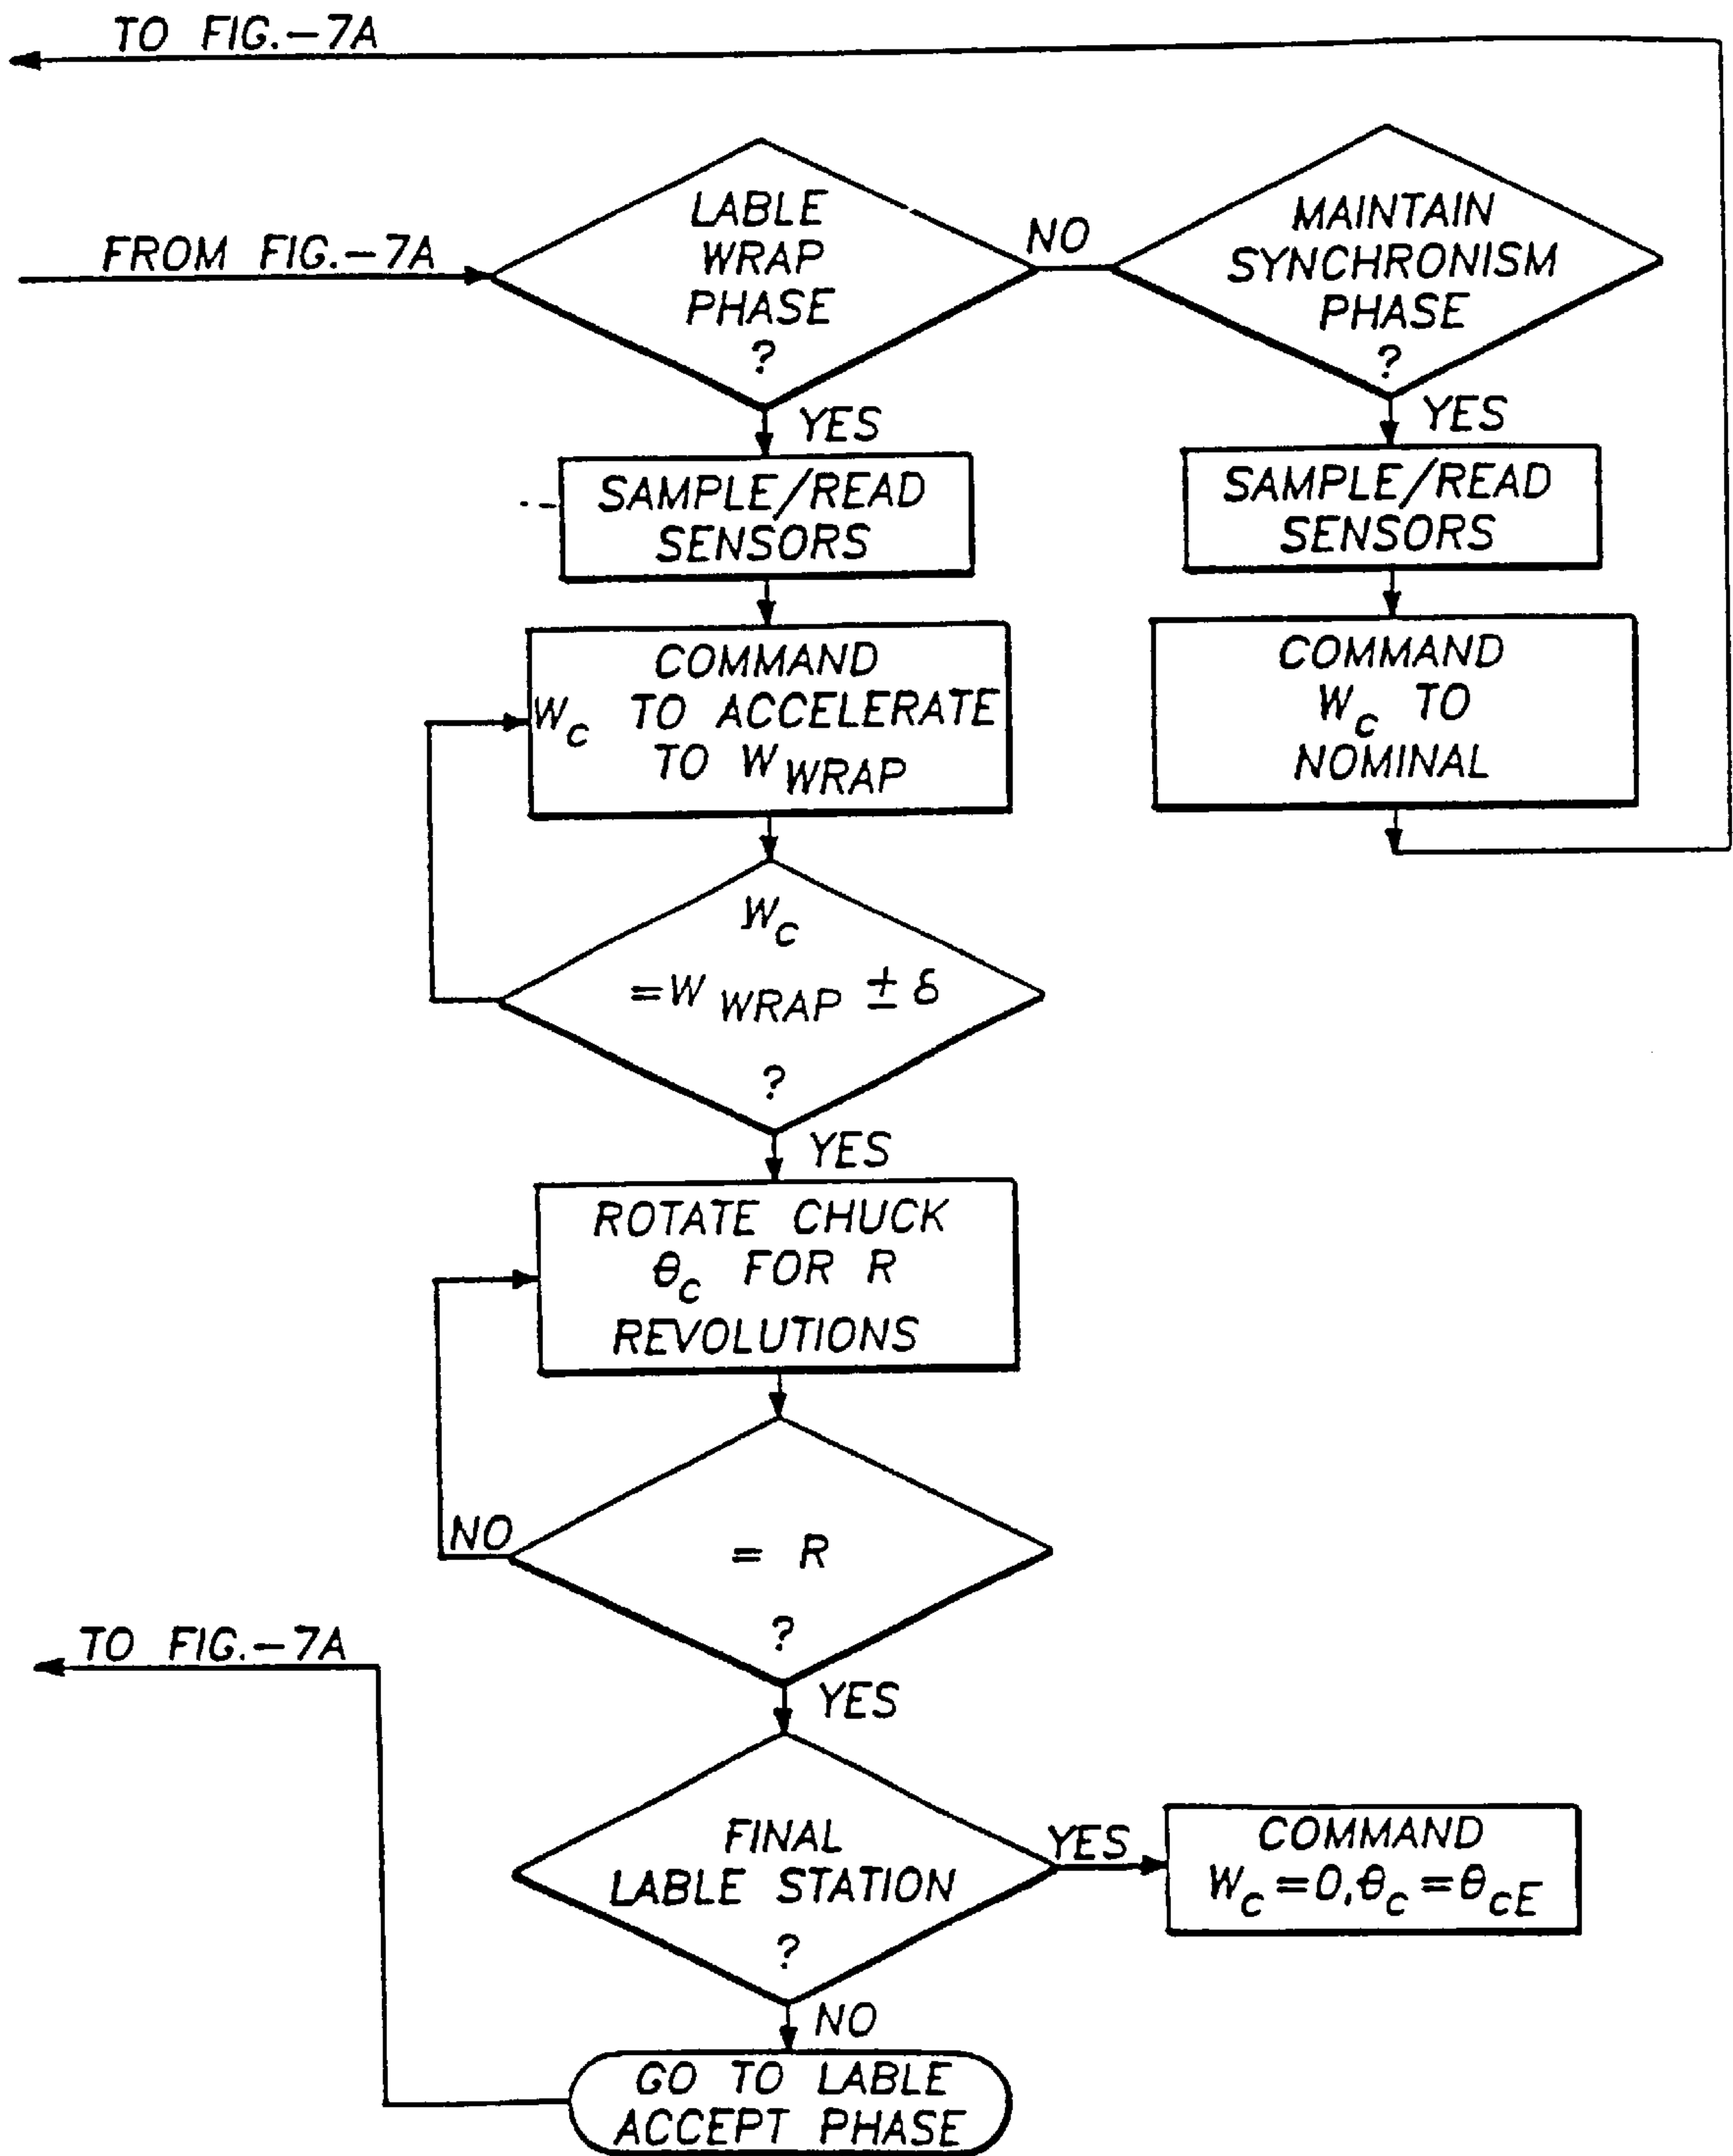 TO FIG.-7A
FROM FIG.-7A
LABLE
WRAP
PHASE
?
NO
MAINTAIN
SYNCHRONISM
PHASE
?
YES
SAMPLE/READ
SENSORS
YES
SAMPLE/READ
SENSORS
COMMAND
Wc TO ACCELERATE
TO W WRAP
COMMAND
Wc TO
NOMINAL
Wc
=W WRAP ± δ
?
YES
ROTATE CHUCK
θc FOR R
REVOLUTIONS
NO
= R
?
TO FIG.-7A
YES
FINAL
LABLE STATION
?
YES
COMMAND
Wc=0,θc=θcE
NO
GO TO LABLE
ACCEPT PHASE